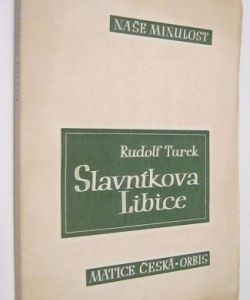 NAŠE MINULOST
Rudolf Turek
Slavníkova
Libice
MATICE ČESKÁ-ORBIS